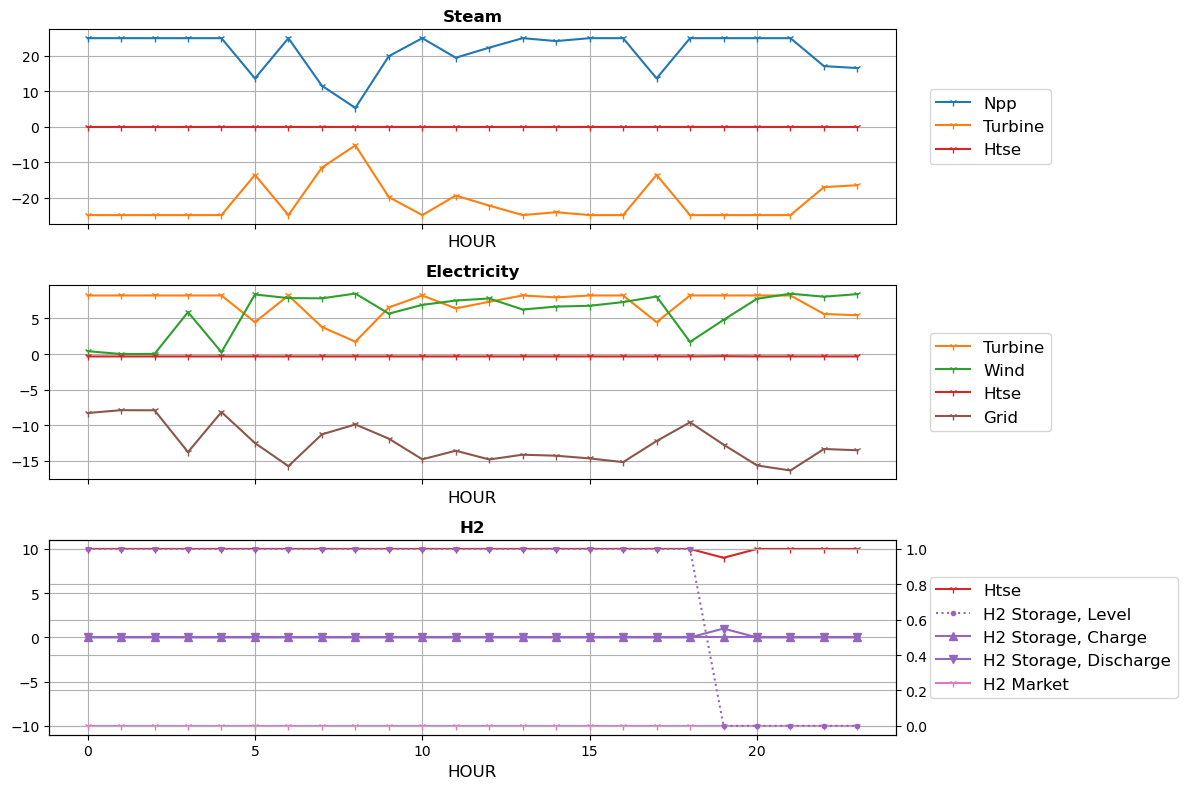 Steam
20
10
0
−10
−20
HOUR
Npp
Turbine
Htse
Electricity
5
0
−5
−10
−15
HOUR
Turbine
Wind
Htse
Grid
H2
10
5
0
−5
−10
1.0
0.8
0.6
0.4
0.2
0.0
0 5 10 15 20
HOUR
Htse
H2 Storage, Level
H2 Storage, Charge
H2 Storage, Discharge
H2 Market